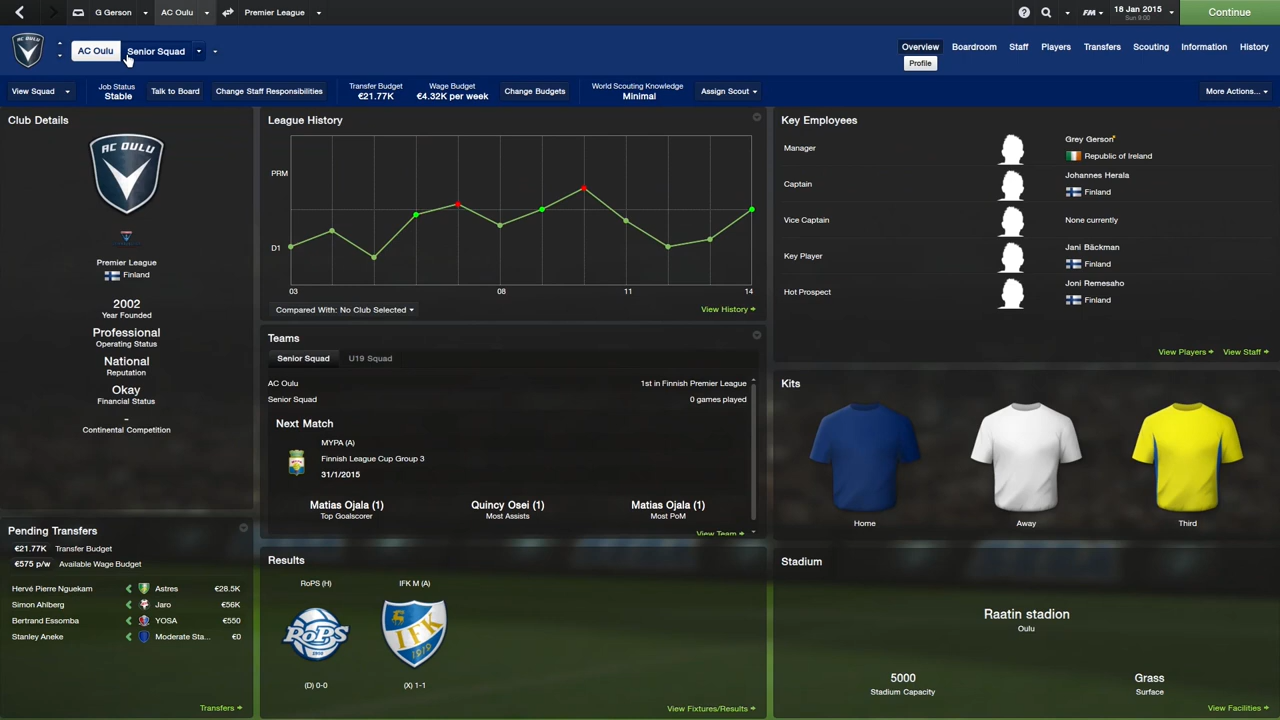 G Gerson
AC Oulu
Premier League
FM
18 Jan 2015
Sun 9:00
Continue
AC Oulu
Senior Squad
Overview
Boardroom
Staff
Players
Transfers
Scouting
Information
History
Profile
View Squad
Job Status
Stable
Talk to Board
Change Staff Responsibilities
Transfer Budget
€21.77K
Wage Budget
€4.32K per week
Change Budgets
World Scouting Knowledge
Minimal
Assign Scout
More Actions...
Club Details
AC OULU
Premier League
Finland
2002
Year Founded
Professional
Operating Status
National
Reputation
Okay
Financial Status
-
Continental Competition
Pending Transfers
€21.77K Transfer Budget
€575 p/w Available Wage Budget
Hervé Pierre Nguekam Astres €28.5K
Simon Ahlberg Jaro €56K
Bertrand Essomba YOSA €550
Stanley Aneke Moderate Sta... €0
Transfers
League History
PRM
D1
03 08 11 14
Compared With: No Club Selected
View History
Teams
Senior Squad U19 Squad
AC Oulu 1st in Finnish Premier League
Senior Squad 0 games played
Next Match
MYPA (A)
Finnish League Cup Group 3
31/1/2015
Matias Ojala (1) Quincy Osei (1) Matias Ojala (1)
Top Goalscorer Most Assists Most PoM
View Team
Results
RoPS (H) IFK M (A)
RoPS
IFK
1919
(D) 0-0 (X) 1-1
View Fixtures/Results
Key Employees
Manager
Grey Gerson
Republic of Ireland
Captain
Johannes Herala
Finland
Vice Captain
None currently
Key Player
Jani Bäckman
Finland
Hot Prospect
Joni Remesaho
Finland
View Players View Staff
Kits
Home Away Third
Stadium
Raatin stadion
Oulu
5000 Grass
Stadium Capacity Surface
View Facilities